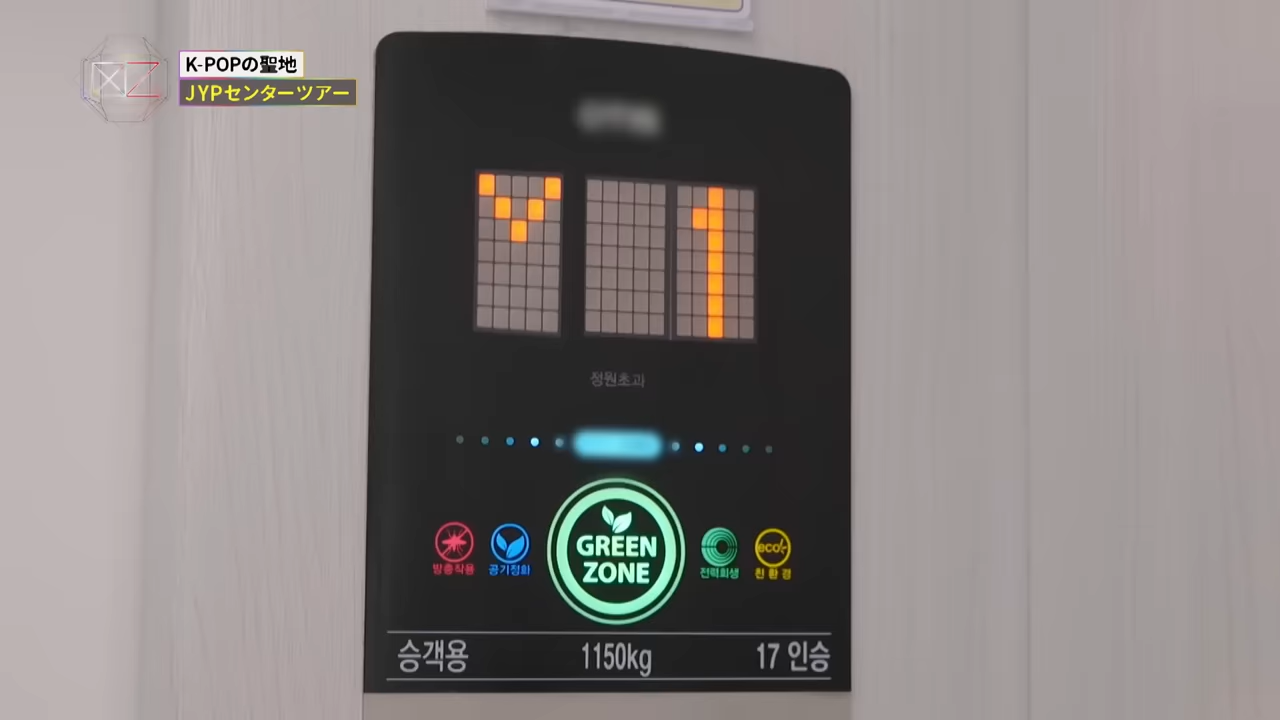 K-POPの聖地
JYPセンターツアー
1
정원초과
GREEN
ZONE
방충작용
공기정화
전력회생
eco
친환경
승객용 1150kg 17 인승